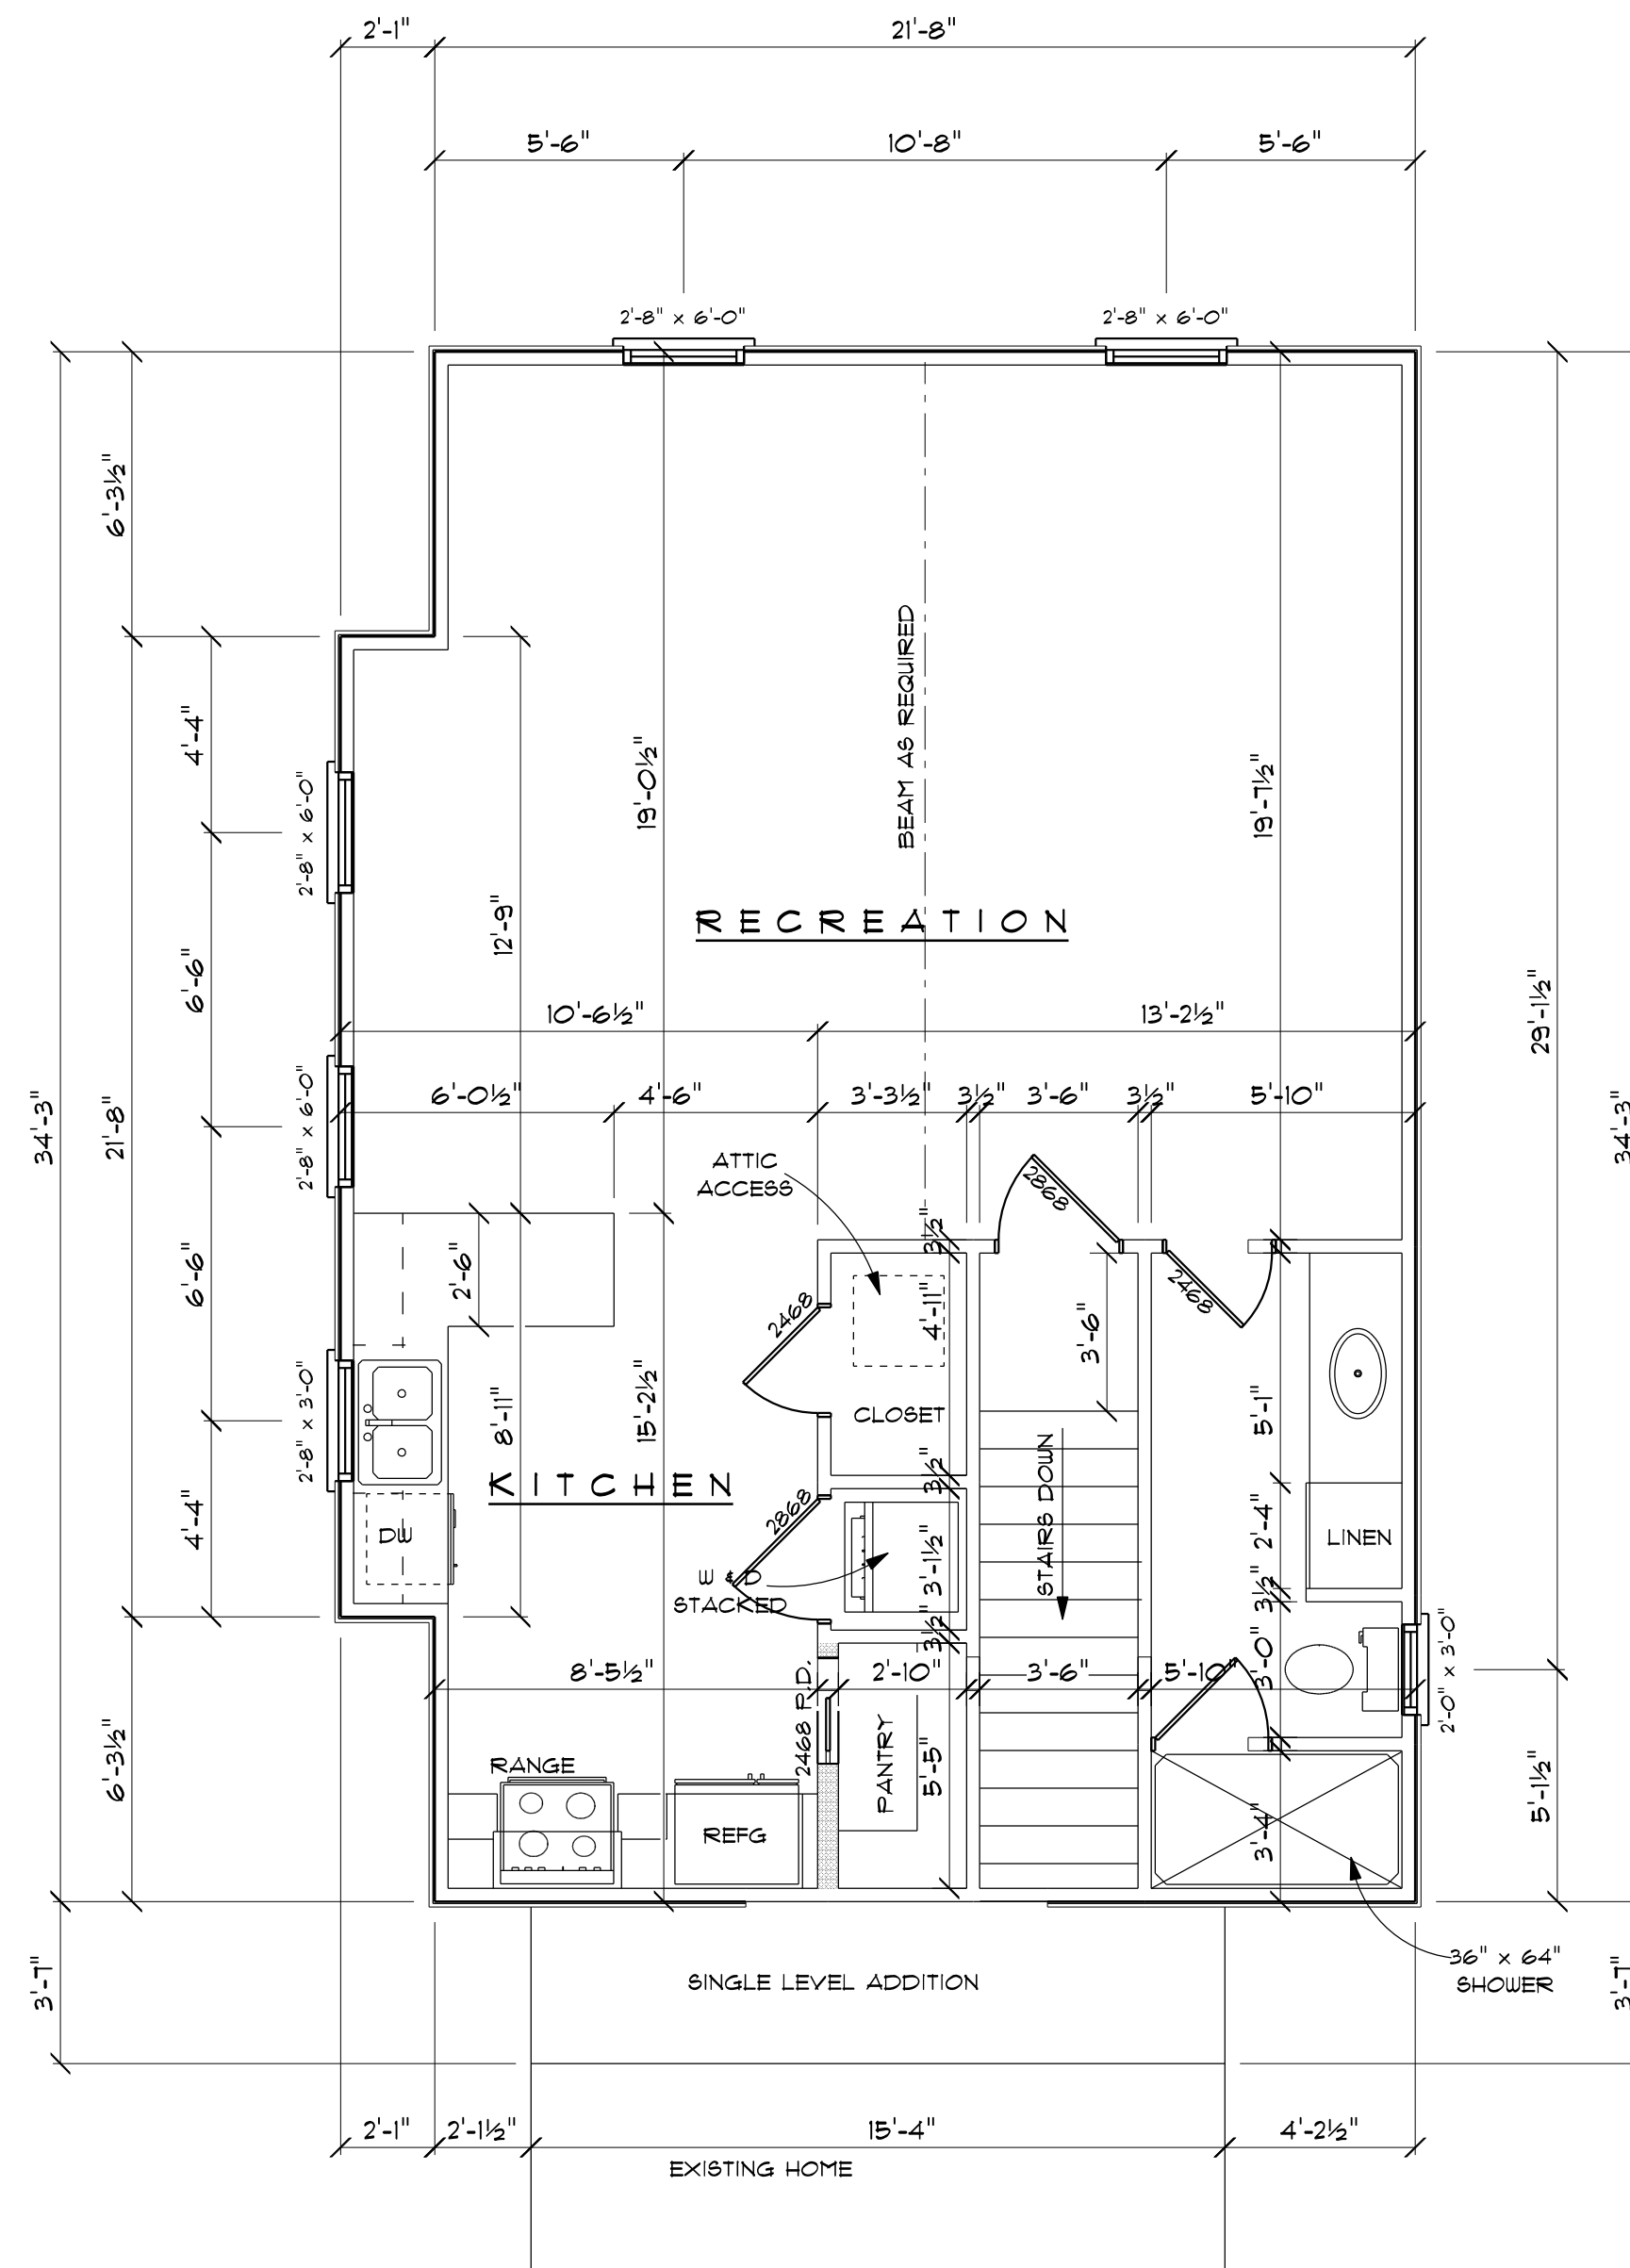 2'-1"
21'-8"
5'-6"
10'-8"
5'-6"
2'-8" x 6'-0"
2'-8" x 6'-0"
6'-3½"
4'-4"
2'-8" x 6'-0"
19'-0½"
BEAM AS REQUIRED
19'-7½"
12'-9"
RECREATION
6'-6"
29'-1½"
10'-6½"
13'-2½"
6'-0½"
4'-6"
3'-3½"
3½"
3'-6"
3½"
5'-10"
34'-3"
21'-8"
2'-8" x 6'-0"
34'-3"
ATTIC
ACCESS
2868
3½"
2'-6"
6'-6"
2468
2468
4'-11"
3'-6"
2'-8" x 3'-0"
8'-11"
15'-2½"
CLOSET
5'-1"
KITCHEN
3½"
STAIRS DOWN
4'-4"
DW
2868
W & D
STACKED
3'-1½"
2'-4"
LINEN
3½"
3½"
8'-5½"
2'-10"
3'-6"
5'-10"
3'-0"
2'-0" x 3'-0"
2468 P.D.
6'-3½"
RANGE
PANTRY
5'-5"
5'-1½"
REFG
3'-4"
36" x 64"
SHOWER
3'-7"
SINGLE LEVEL ADDITION
3'-7"
2'-1"
2'-1½"
15'-4"
4'-2½"
EXISTING HOME